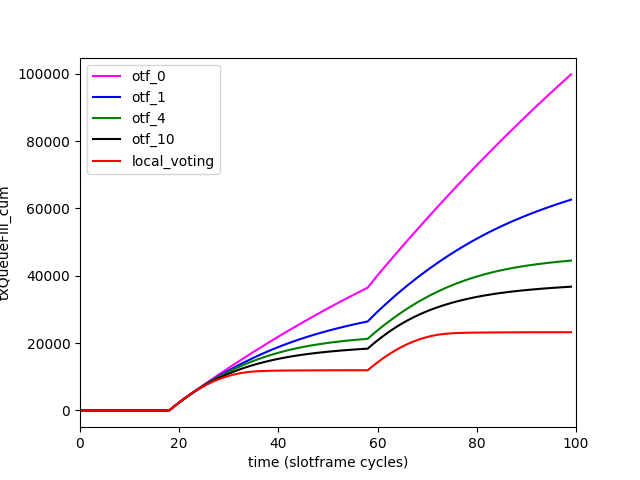 100000
80000
60000
40000
20000
0
txQueueFill_cum
otf_0
otf_1
otf_4
otf_10
local_voting
0 20 40 60 80 100
time (slotframe cycles)